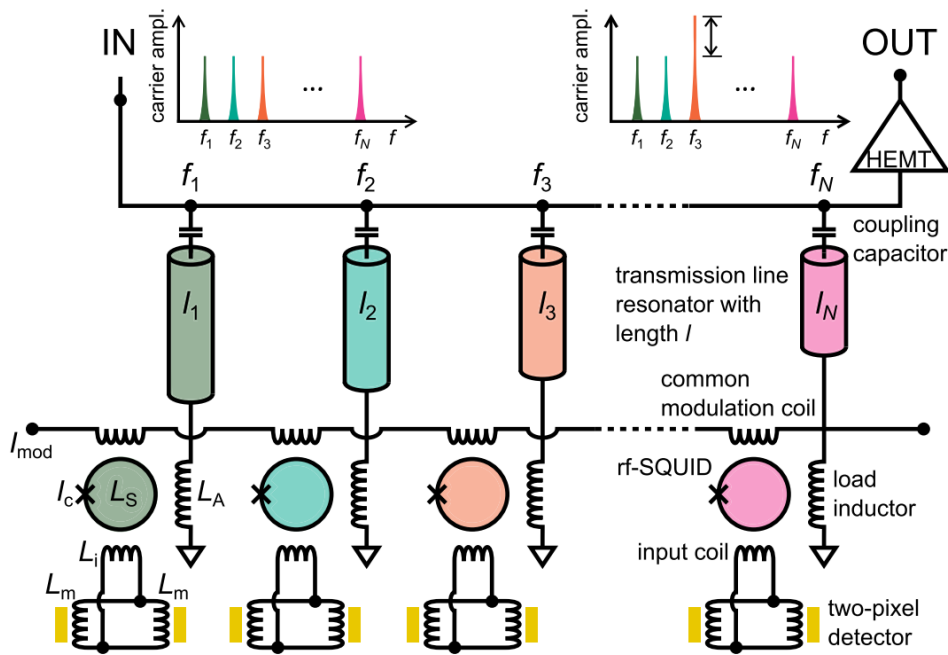 IN
carrier ampl.
f1 f2 f3 ... fN f
carrier ampl.
f1 f2 f3 ... fN f
OUT
HEMT
f1
f2
f3
fN
coupling
capacitor
l1
l2
l3
lN
transmission line
resonator with
length l
common
modulation coil
Imod
rf-SQUID
Ic
LS
LA
load
inductor
Li
input coil
Lm
Lm
two-pixel
detector